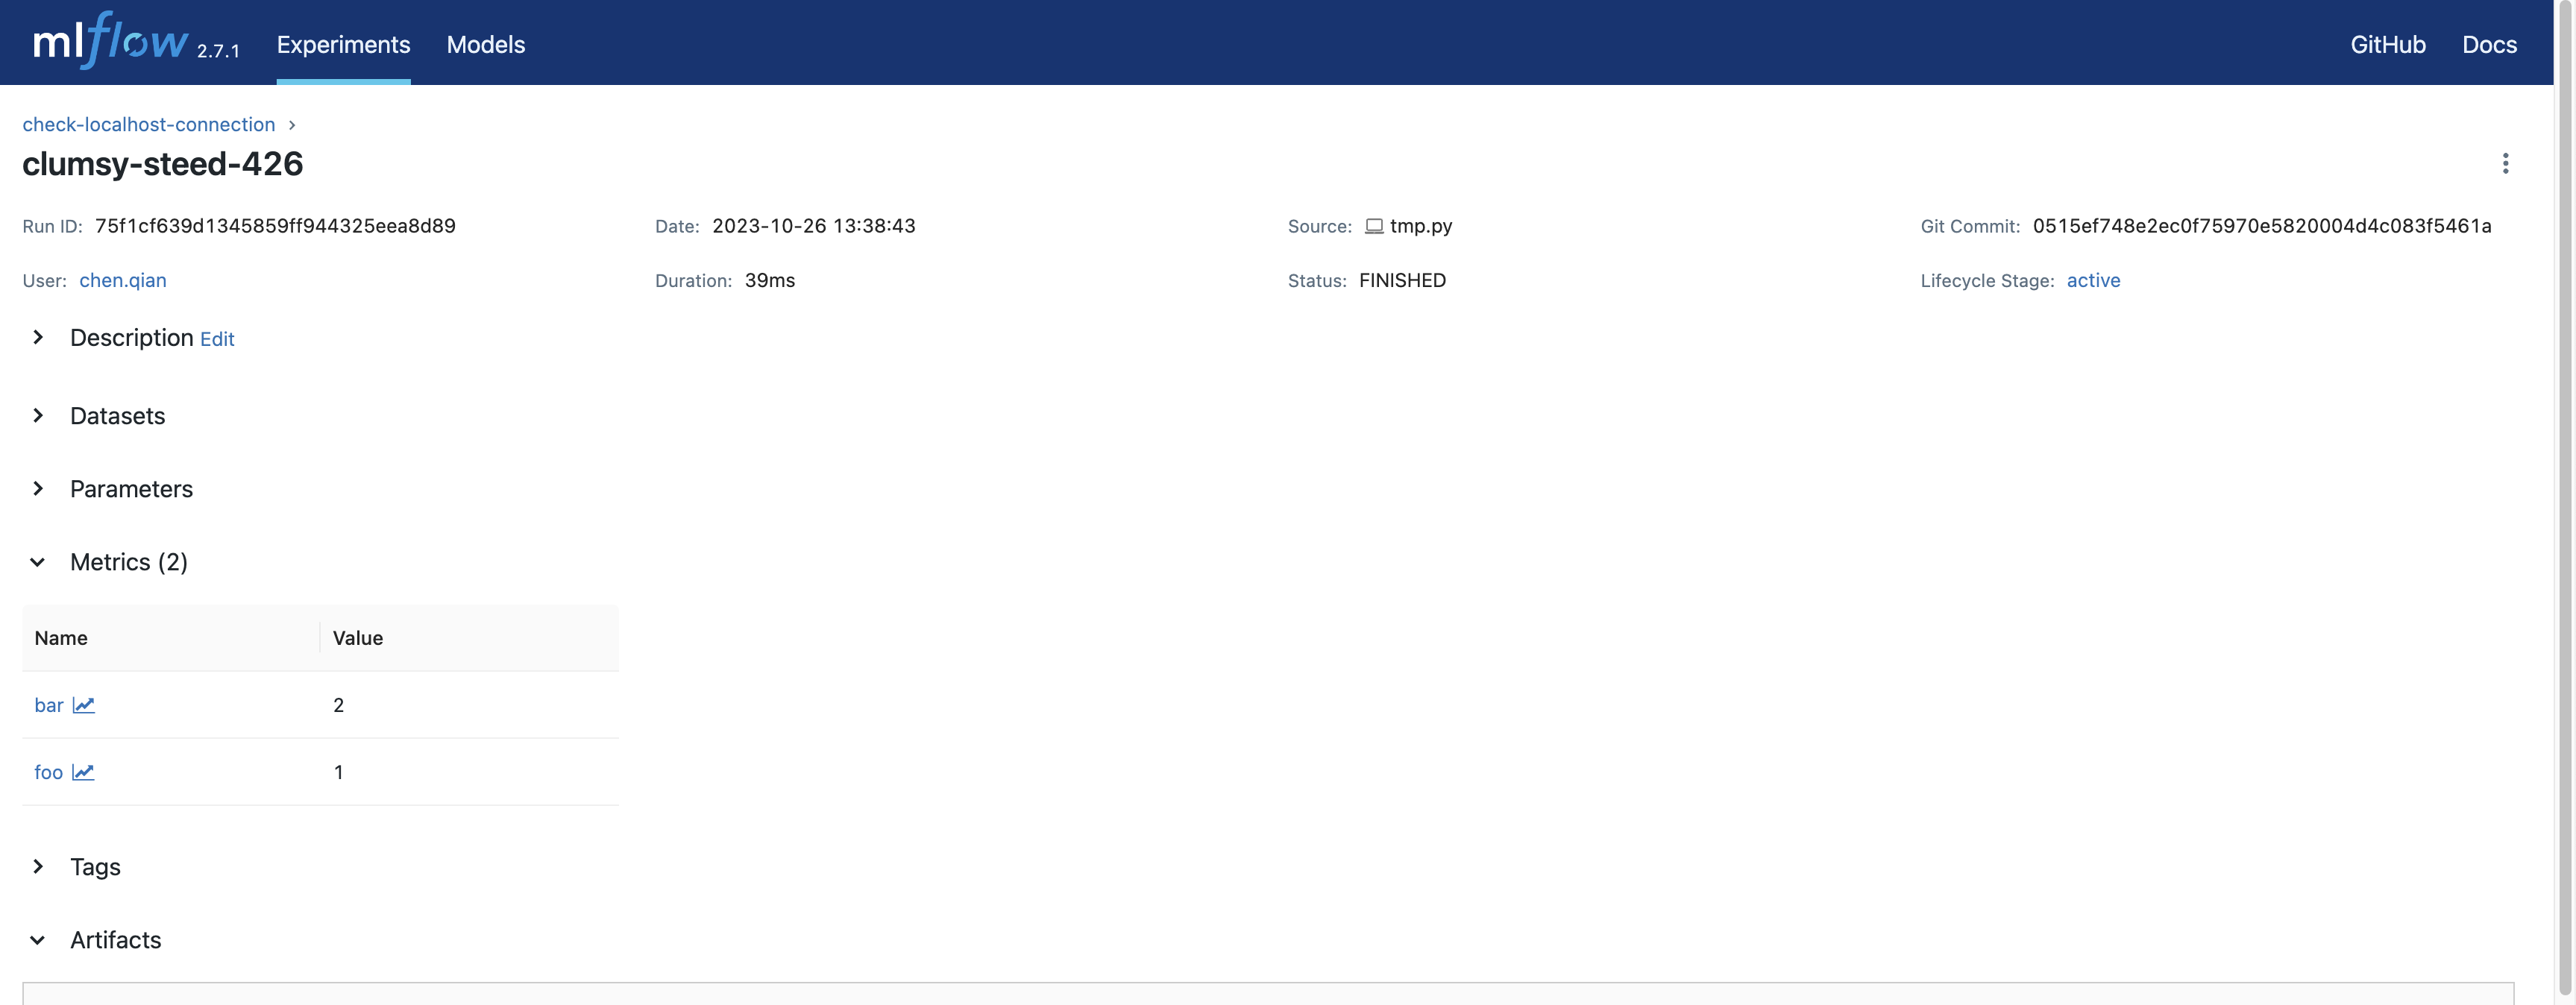 mlflow 2.7.1 Experiments Models GitHub Docs
check-localhost-connection
clumsy-steed-426
Run ID: 75f1cf639d1345859ff944325eea8d89 Date: 2023-10-26 13:38:43 Source: tmp.py Git Commit: 0515ef748e2ec0f75970e5820004d4c083f5461a
User: chen.qian Duration: 39ms Status: FINISHED Lifecycle Stage: active
Description Edit
Datasets
Parameters
Metrics (2)
Name Value
bar 2
foo 1
Tags
Artifacts